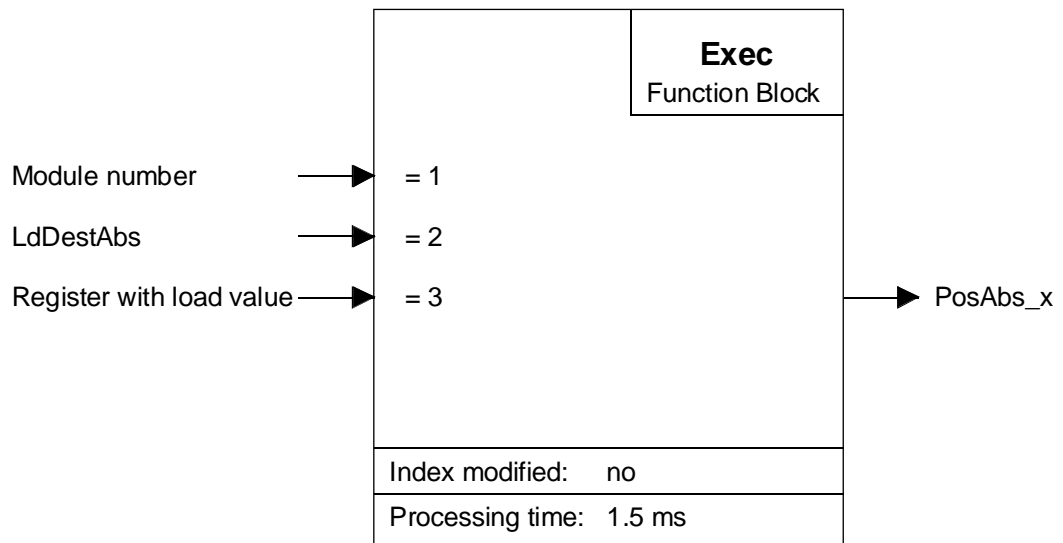 Exec
Function Block
Module number = 1
LdDestAbs = 2
Register with load value = 3 PosAbs_x
Index modified: no
Processing time: 1.5 ms